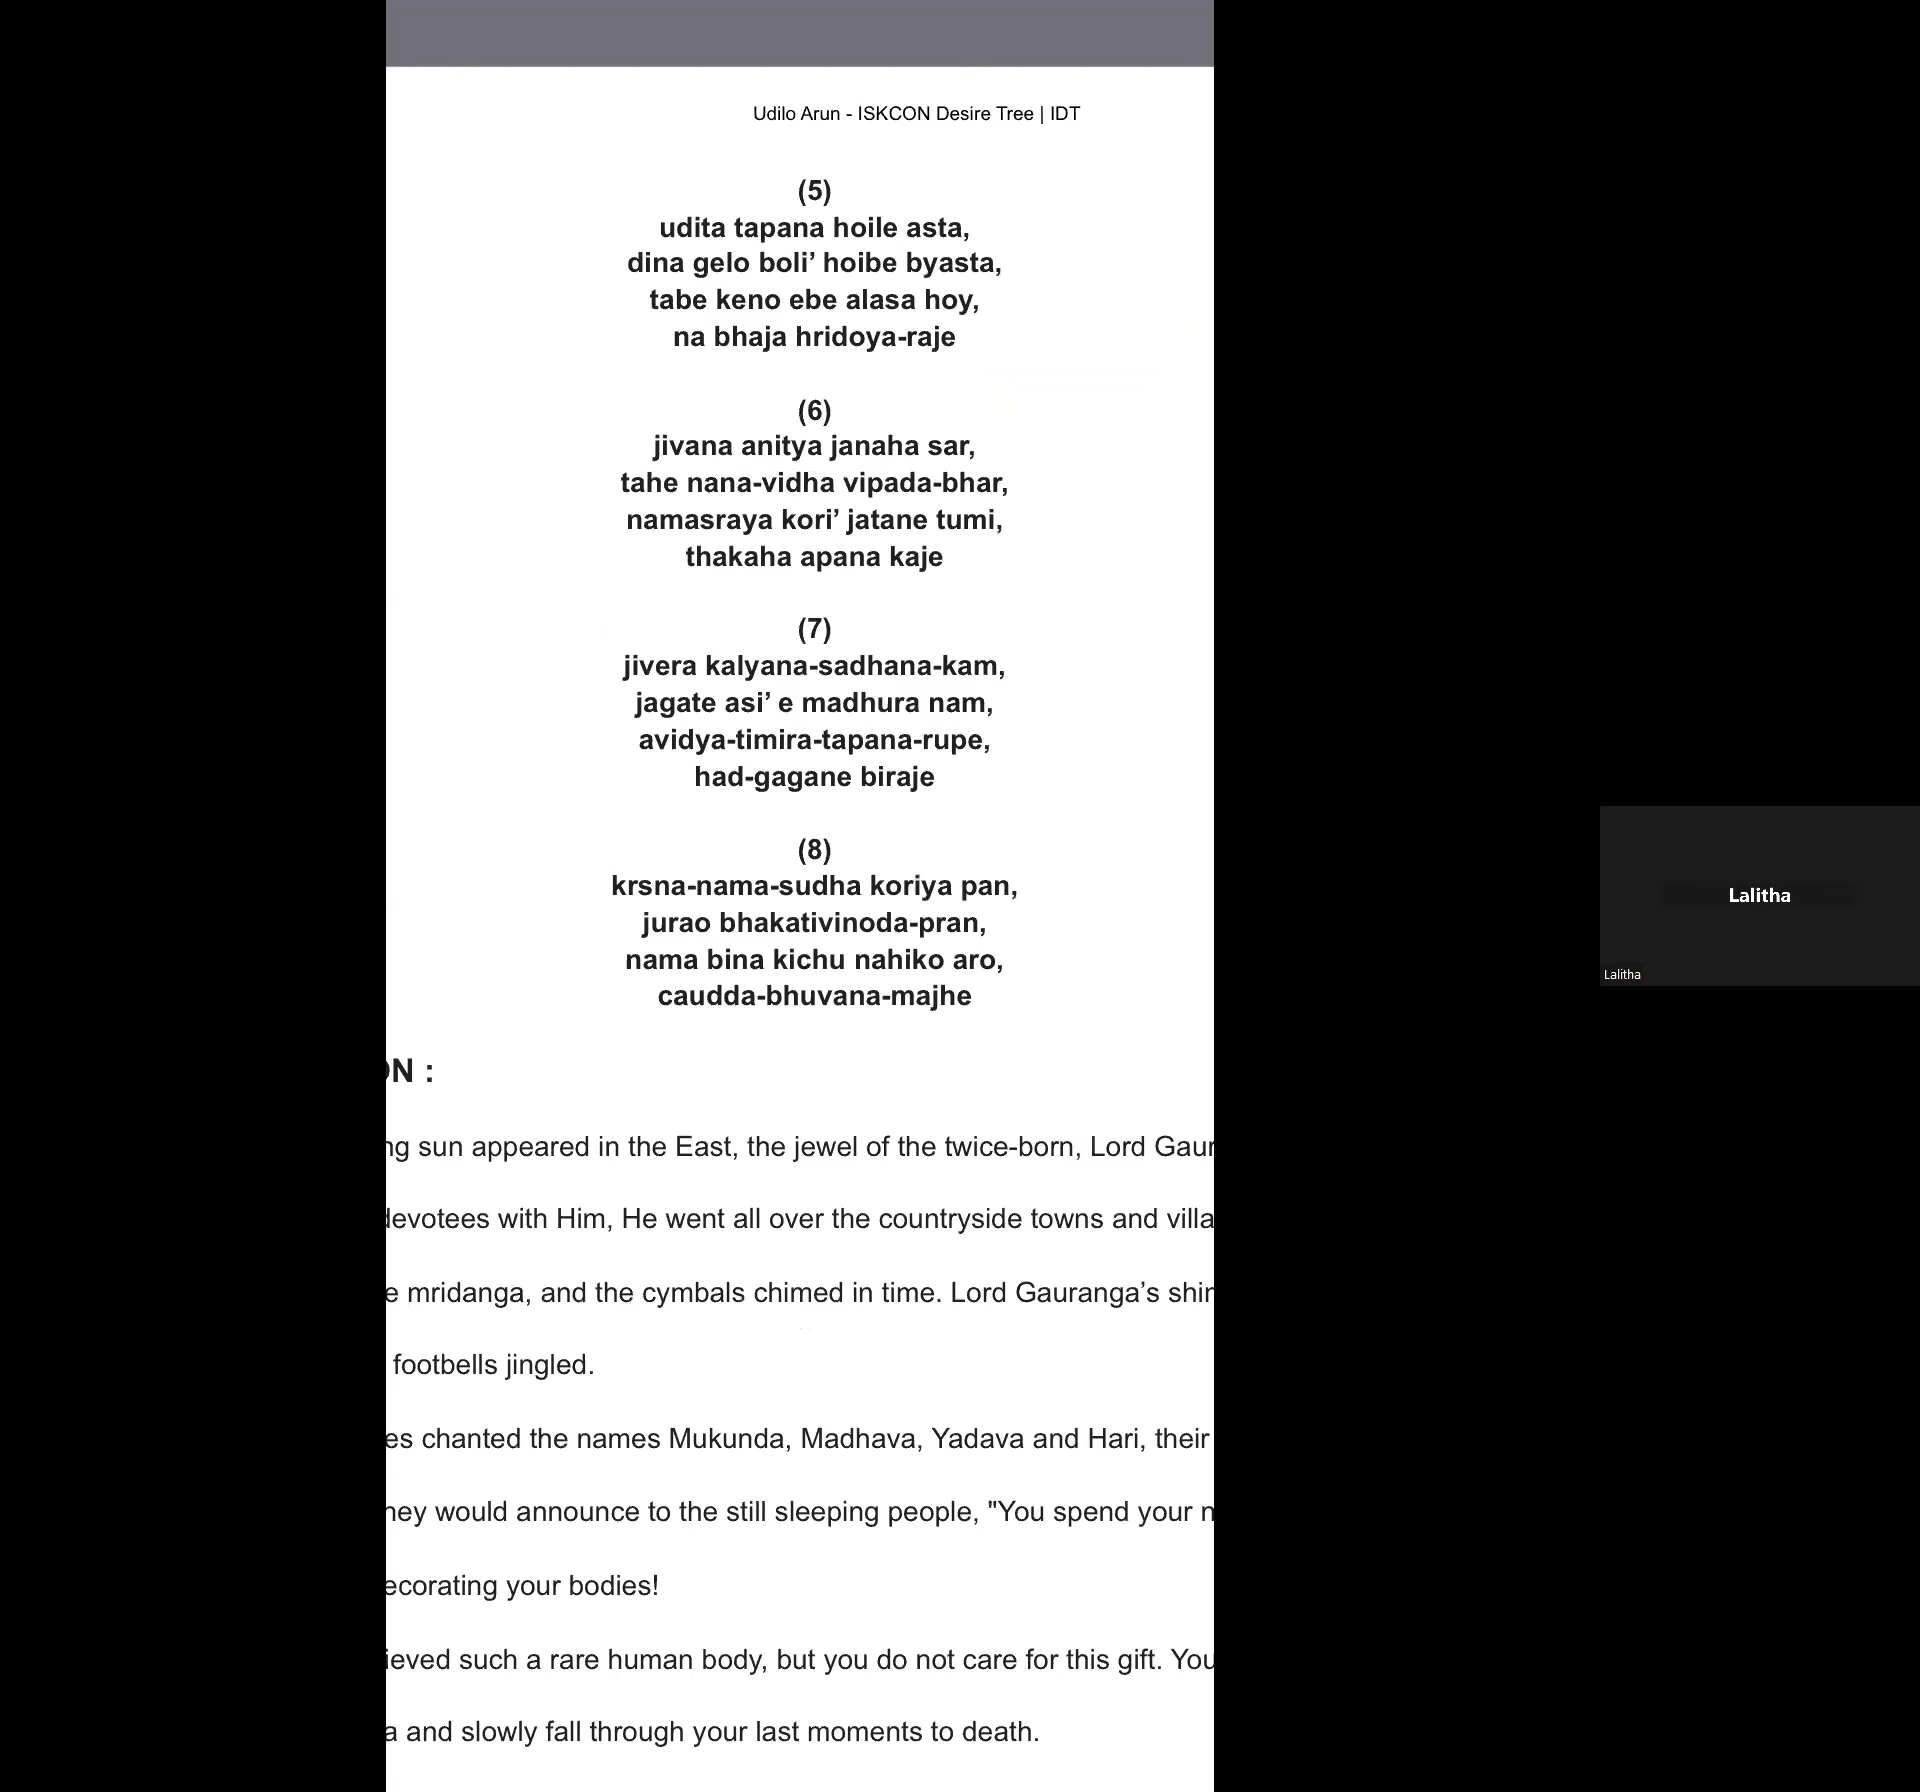 Udilo Arun - ISKCON Desire Tree | IDT
(5)
udita tapana hoile asta,
dina gelo boli’ hoibe byasta,
tabe keno ebe alasa hoy,
na bhaja hridoya-raje
(6)
jivana anitya janaha sar,
tahe nana-vidha vipada-bhar,
namasraya kori’ jatane tumi,
thakaha apana kaje
(7)
jivera kalyana-sadhana-kam,
jagate asi’ e madhura nam,
avidya-timira-tapana-rupe,
had-gagane biraje
(8)
krsna-nama-sudha koriya pan,
jurao bhakativinoda-pran,
nama bina kichu nahiko aro,
caudda-bhuvana-majhe
N :
sun appeared in the East, the jewel of the twice-born, Lord
devotees with Him, He went all over the countryside towns and
mridanga, and the cymbals chimed in time. Lord Gauranga’s
footbells jingled.
chanted the names Mukunda, Madhava, Yadava and Hari, their
would announce to the still sleeping people, "You spend your
your bodies!
such a rare human body, but you do not care for this gift. You
and slowly fall through your last moments to death.
Lalitha
Lalitha